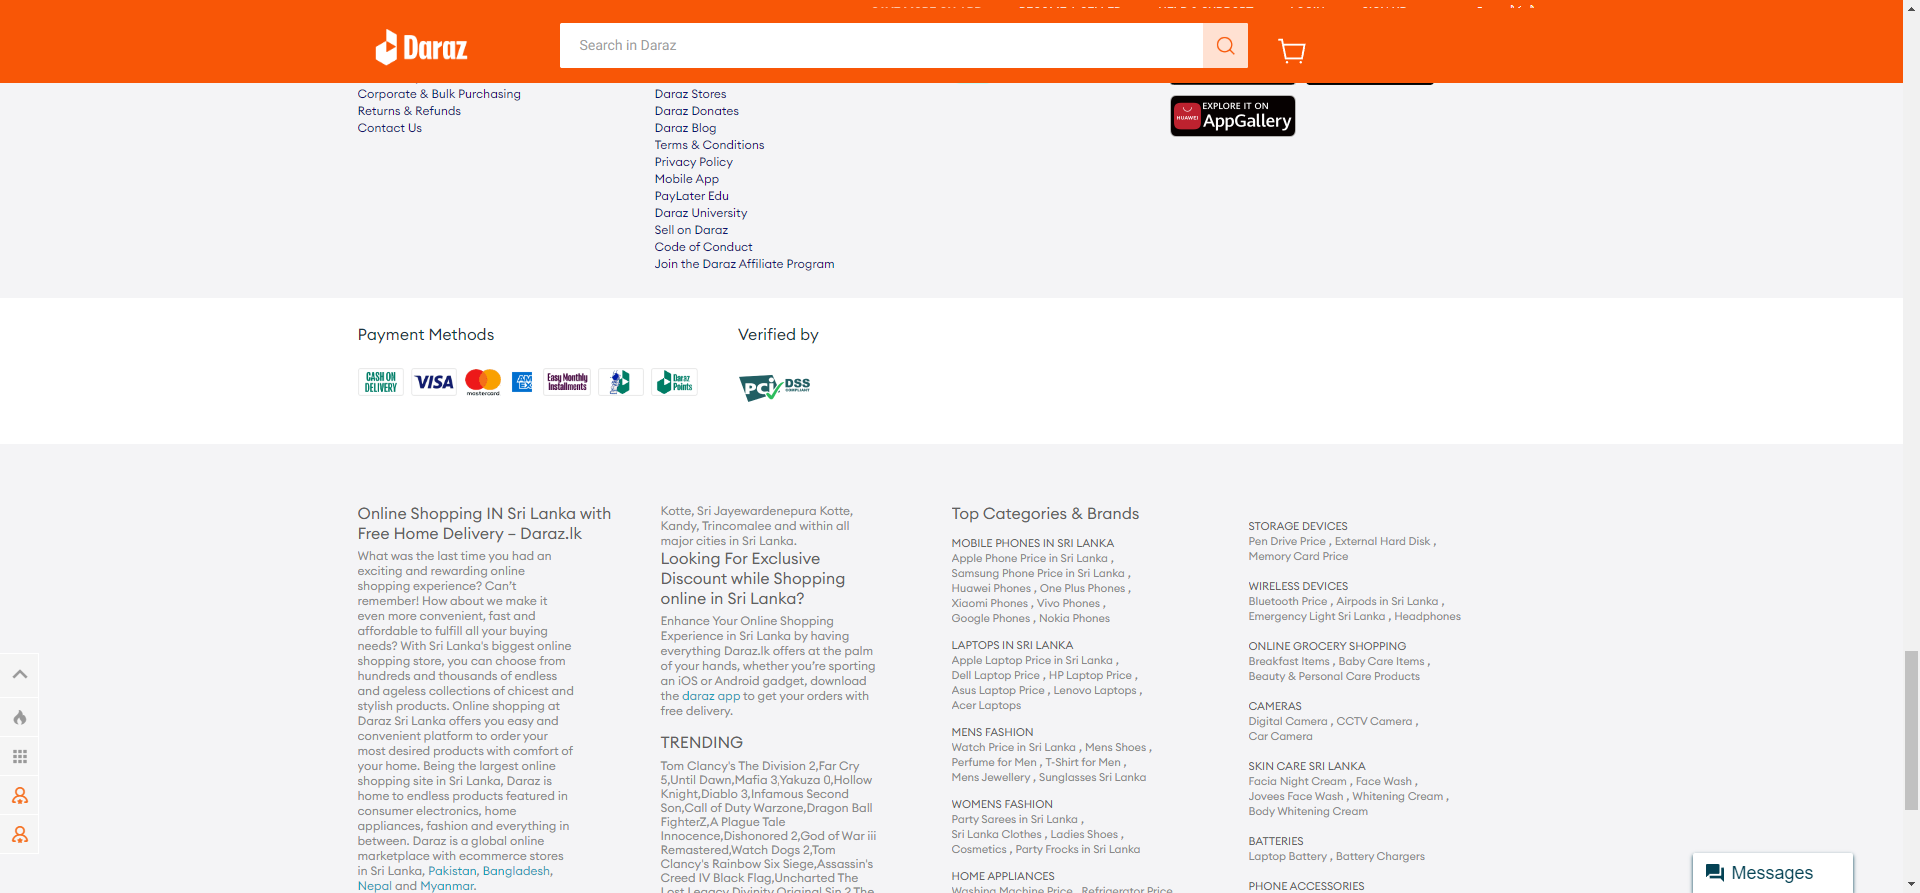 Daraz
Search in Daraz
Corporate & Bulk Purchasing
Returns & Refunds
Contact Us
Daraz Stores
Daraz Donates
Daraz Blog
Terms & Conditions
Privacy Policy
Mobile App
PayLater Edu
Daraz University
Sell on Daraz
Code of Conduct
Join the Daraz Affiliate Program
HUAWEI
EXPLORE IT ON
AppGallery
Payment Methods
CASH ON
DELIVERY
VISA
mastercard
AM
EX
Easy Monthly
Installments
Daraz
Points
Verified by
PCI DSS
COMPLIANT
Online Shopping IN Sri Lanka with
Free Home Delivery – Daraz.lk
What was the last time you had an
exciting and rewarding online
shopping experience? Can't
remember! How about we make it
even more convenient, fast and
affordable to fulfill all your buying
needs? With Sri Lanka's biggest online
shopping store, you can choose from
hundreds and thousands of endless
and ageless collections of chicest and
stylish products. Online shopping at
Daraz Sri Lanka offers you easy and
convenient platform to order your
most desired products with comfort of
your home. Being the largest online
shopping site in Sri Lanka, Daraz is
home to endless products featured in
consumer electronics, home
appliances, fashion and everything in
between. Daraz is a global online
marketplace with ecommerce stores
in Sri Lanka, Pakistan, Bangladesh,
Nepal and Myanmar.
Kotte, Sri Jayewardenepura Kotte,
Kandy, Trincomalee and within all
major cities in Sri Lanka.
Looking For Exclusive
Discount while Shopping
online in Sri Lanka?
Enhance Your Online Shopping
Experience in Sri Lanka by having
everything Daraz.lk offers at the palm
of your hands, whether you're sporting
an iOS or Android gadget, download
the daraz app to get your orders with
free delivery.
TRENDING
Tom Clancy's The Division 2,Far Cry
5,Until Dawn,Mafia 3,Yakuza 0,Hollow
Knight,Diablo 3,Infamous Second
Son,Call of Duty Warzone,Dragon Ball
FighterZ,A Plague Tale
Innocence,Dishonored 2,God of War iii
Remastered,Watch Dogs 2,Tom
Clancy's Rainbow Six Siege,Assassin's
Creed IV Black Flag,Uncharted The
Lost Legacy,Divinity Original Sin 2,The
Top Categories & Brands
MOBILE PHONES IN SRI LANKA
Apple Phone Price in Sri Lanka ,
Samsung Phone Price in Sri Lanka ,
Huawei Phones , One Plus Phones ,
Xiaomi Phones , Vivo Phones ,
Google Phones , Nokia Phones
LAPTOPS IN SRI LANKA
Apple Laptop Price in Sri Lanka ,
Dell Laptop Price , HP Laptop Price ,
Asus Laptop Price , Lenovo Laptops ,
Acer Laptops
MENS FASHION
Watch Price in Sri Lanka , Mens Shoes ,
Perfume for Men , T-Shirt for Men ,
Mens Jewellery , Sunglasses Sri Lanka
WOMENS FASHION
Party Sarees in Sri Lanka ,
Sri Lanka Clothes , Ladies Shoes ,
Cosmetics , Party Frocks in Sri Lanka
HOME APPLIANCES
Washing Machine Price , Refrigerator Price
STORAGE DEVICES
Pen Drive Price , External Hard Disk ,
Memory Card Price
WIRELESS DEVICES
Bluetooth Price , Airpods in Sri Lanka ,
Emergency Light Sri Lanka , Headphones
ONLINE GROCERY SHOPPING
Breakfast Items , Baby Care Items ,
Beauty & Personal Care Products
CAMERAS
Digital Camera , CCTV Camera ,
Car Camera
SKIN CARE SRI LANKA
Facia Night Cream , Face Wash ,
Jovees Face Wash , Whitening Cream ,
Body Whitening Cream
BATTERIES
Laptop Battery , Battery Chargers
PHONE ACCESSORIES
Messages